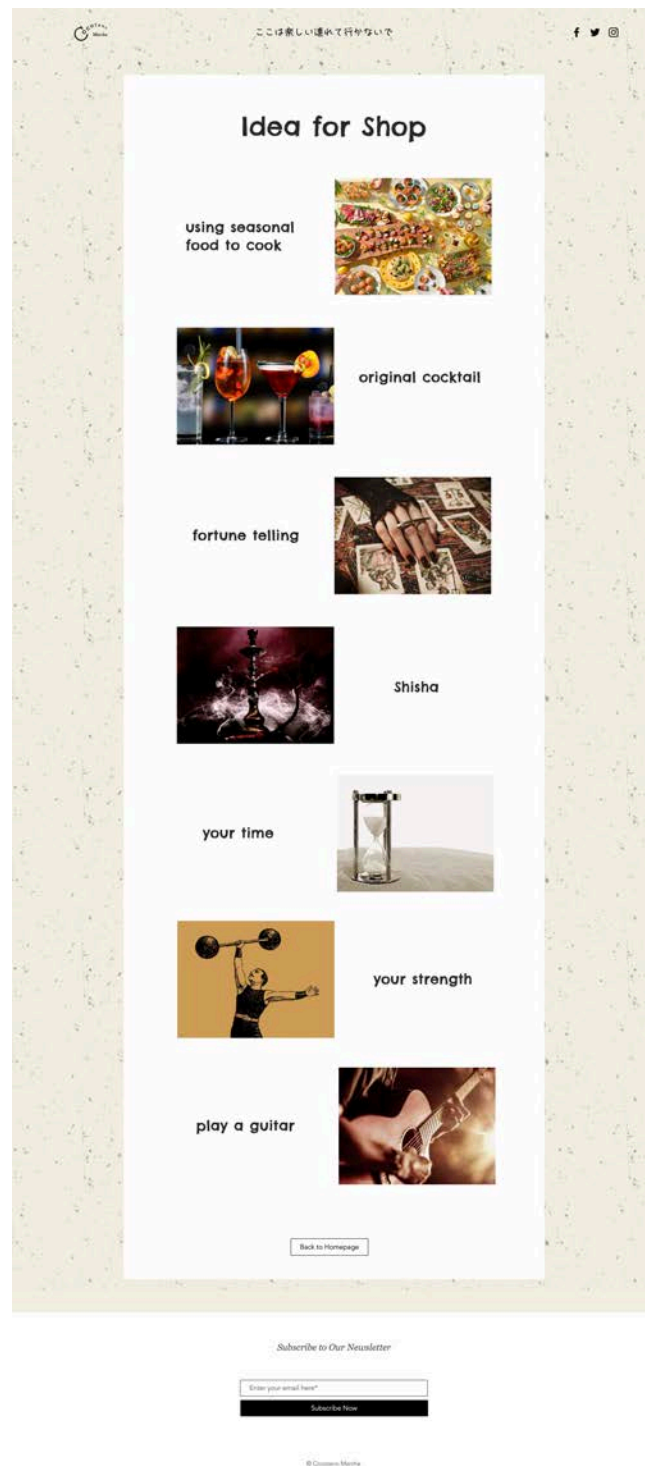 ここは楽しい連れて行かないで
Idea for Shop
using seasonal
food to cook
original cocktail
fortune telling
Shisha
your time
your strength
play a guitar
Back to Homepage
Subscribe to Our Newsletter
Enter your email here*
Subscribe Now